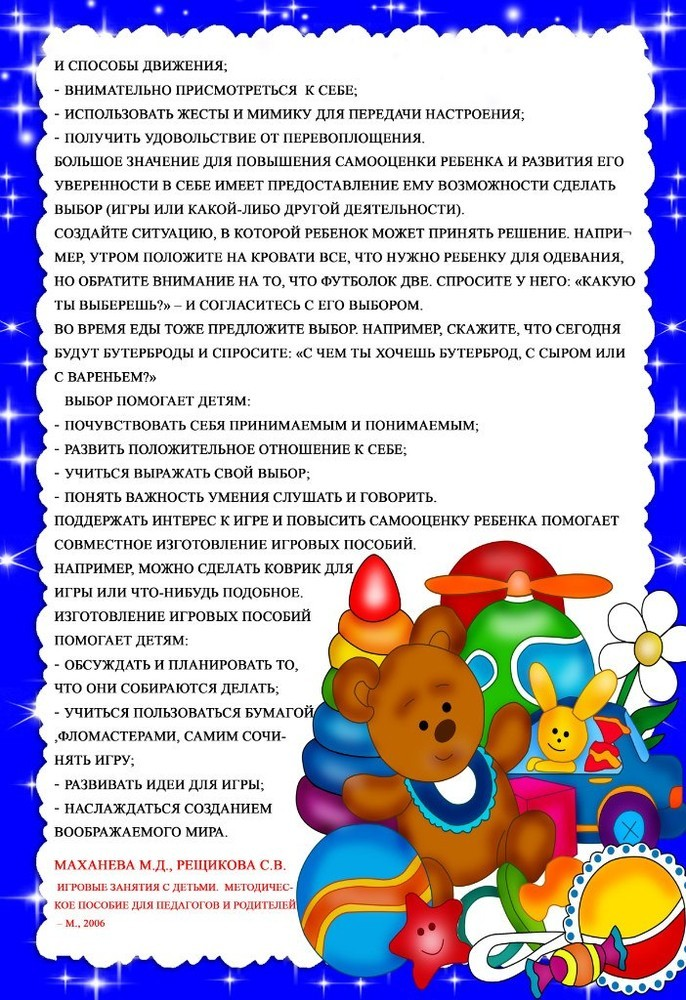 И СПОСОБЫ ДВИЖЕНИЯ;
- ВНИМАТЕЛЬНО ПРИСМОТРЕТЬСЯ К СЕБЕ;
- ИСПОЛЬЗОВАТЬ ЖЕСТЫ И МИМИКУ ДЛЯ ПЕРЕДАЧИ НАСТРОЕНИЯ;
- ПОЛУЧИТЬ УДОВОЛЬСТВИЕ ОТ ПЕРЕВОПЛОЩЕНИЯ.
БОЛЬШОЕ ЗНАЧЕНИЕ ДЛЯ ПОВЫШЕНИЯ САМООЦЕНКИ РЕБЕНКА И РАЗВИТИЯ ЕГО
УВЕРЕННОСТИ В СЕБЕ ИМЕЕТ ПРЕДОСТАВЛЕНИЕ ЕМУ ВОЗМОЖНОСТИ СДЕЛАТЬ
ВЫБОР (ИГРЫ ИЛИ КАКОЙ-ЛИБО ДРУГОЙ ДЕЯТЕЛЬНОСТИ).
СОЗДАЙТЕ СИТУАЦИЮ, В КОТОРОЙ РЕБЕНОК МОЖЕТ ПРИНЯТЬ РЕШЕНИЕ. НАПРИ¬
МЕР, УТРОМ ПОЛОЖИТЕ НА КРОВАТИ ВСЕ, ЧТО НУЖНО РЕБЕНКУ ДЛЯ ОДЕВАНИЯ,
НО ОБРАТИТЕ ВНИМАНИЕ НА ТО, ЧТО ФУТБОЛОК ДВЕ. СПРОСИТЕ У НЕГО: «КАКУЮ
ТЫ ВЫБЕРЕШЬ?» – И СОГЛАСИТЕСЬ С ЕГО ВЫБОРОМ.
ВО ВРЕМЯ ЕДЫ ТОЖЕ ПРЕДЛОЖИТЕ ВЫБОР. НАПРИМЕР, СКАЖИТЕ, ЧТО СЕГОДНЯ
БУДУТ БУТЕРБРОДЫ И СПРОСИТЕ: «С ЧЕМ ТЫ ХОЧЕШЬ БУТЕРБРОД, С СЫРОМ ИЛИ
С ВАРЕНЬЕМ?»
ВЫБОР ПОМОГАЕТ ДЕТЯМ:
- ПОЧУВСТВОВАТЬ СЕБЯ ПРИНИМАЕМЫМ И ПОНИМАЕМЫМ;
- РАЗВИТЬ ПОЛОЖИТЕЛЬНОЕ ОТНОШЕНИЕ К СЕБЕ;
- УЧИТЬСЯ ВЫРАЖАТЬ СВОЙ ВЫБОР;
- ПОНЯТЬ ВАЖНОСТЬ УМЕНИЯ СЛУШАТЬ И ГОВОРИТЬ.
ПОДДЕРЖАТЬ ИНТЕРЕС К ИГРЕ И ПОВЫСИТЬ САМООЦЕНКУ РЕБЕНКА ПОМОГАЕТ
СОВМЕСТНОЕ ИЗГОТОВЛЕНИЕ ИГРОВЫХ ПОСОБИЙ.
НАПРИМЕР, МОЖНО СДЕЛАТЬ КОВРИК ДЛЯ
ИГРЫ ИЛИ ЧТО-НИБУДЬ ПОДОБНОЕ.
ИЗГОТОВЛЕНИЕ ИГРОВЫХ ПОСОБИЙ
ПОМОГАЕТ ДЕТЯМ:
- ОБСУЖДАТЬ И ПЛАНИРОВАТЬ ТО,
ЧТО ОНИ СОБИРАЮТСЯ ДЕЛАТЬ;
- УЧИТЬСЯ ПОЛЬЗОВАТЬСЯ БУМАГОЙ
,ФЛОМАСТЕРАМИ, САМИМ СОЧИ-
НЯТЬ ИГРУ;
- РАЗВИВАТЬ ИДЕИ ДЛЯ ИГРЫ;
- НАСЛАЖДАТЬСЯ СОЗДАНИЕМ
ВООБРАЖАЕМОГО МИРА.
МАХАНЕВА М.Д., РЕЩИКОВА С.В.
ИГРОВЫЕ ЗАНЯТИЯ С ДЕТЬМИ. МЕТОДИЧЕС-
КОЕ ПОСОБИЕ ДЛЯ ПЕДАГОГОВ И РОДИТЕЛЕЙ
– М., 2006